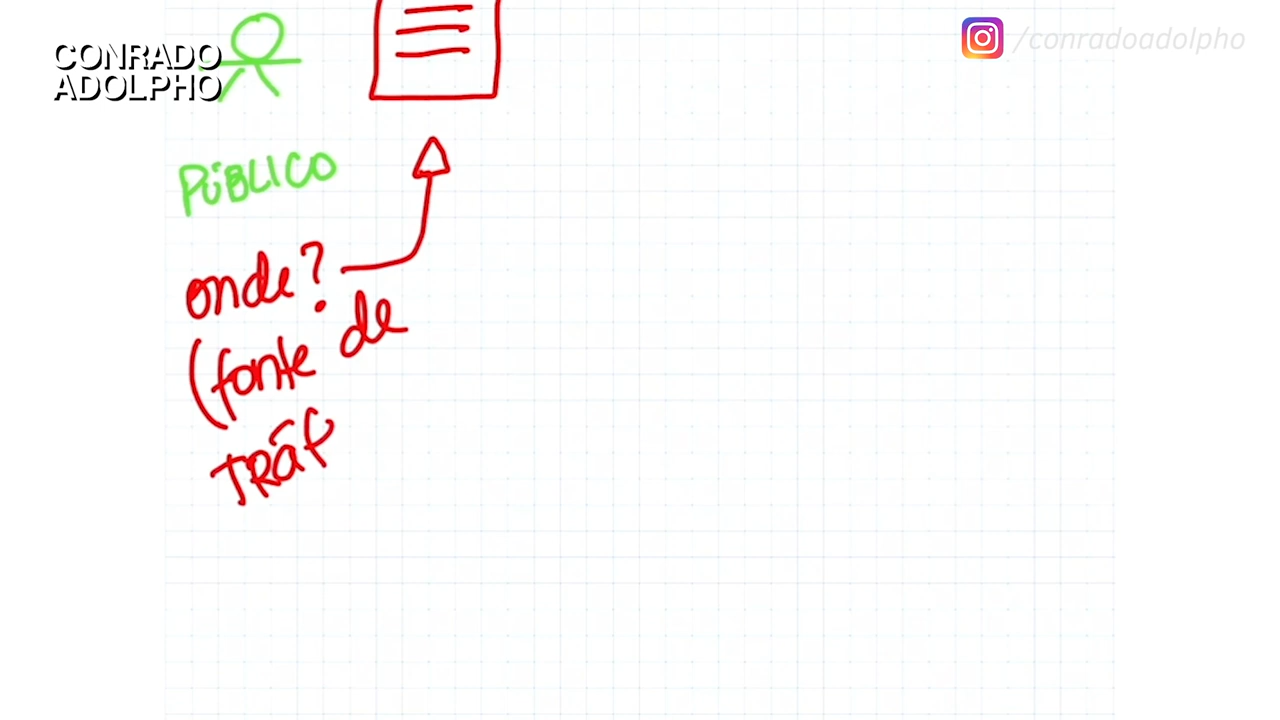 CONRADO
ADOLPHO
/conradoadolpho
PÚBLICO
onde?
(fonte de
TRÁF